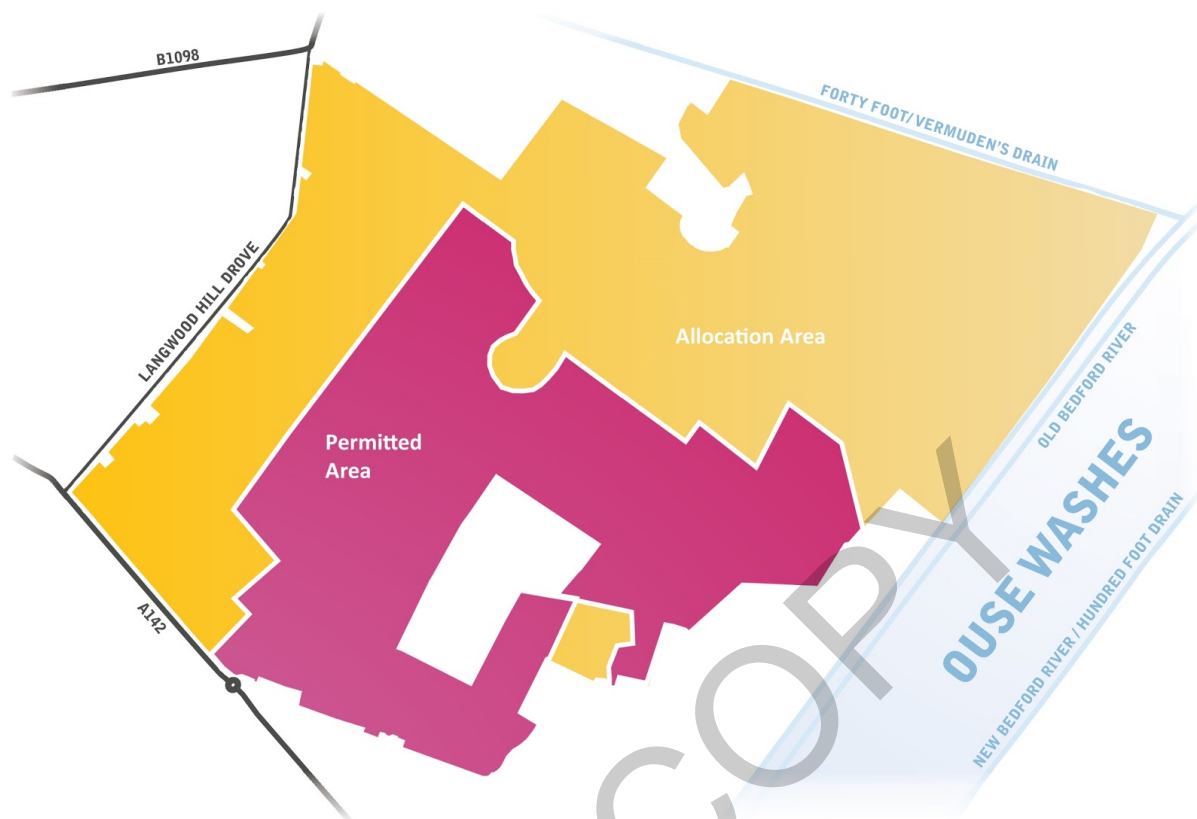 B1098
FORTY FOOT/VERMUDEN'S DRAIN
LANGWOOD HILL DROVE
Allocation Area
OLD BEDFORD RIVER
Permitted
Area
OUSE WASHES
NEW BEDFORD RIVER / HUNDRED FOOT DRAIN
A142
COPY